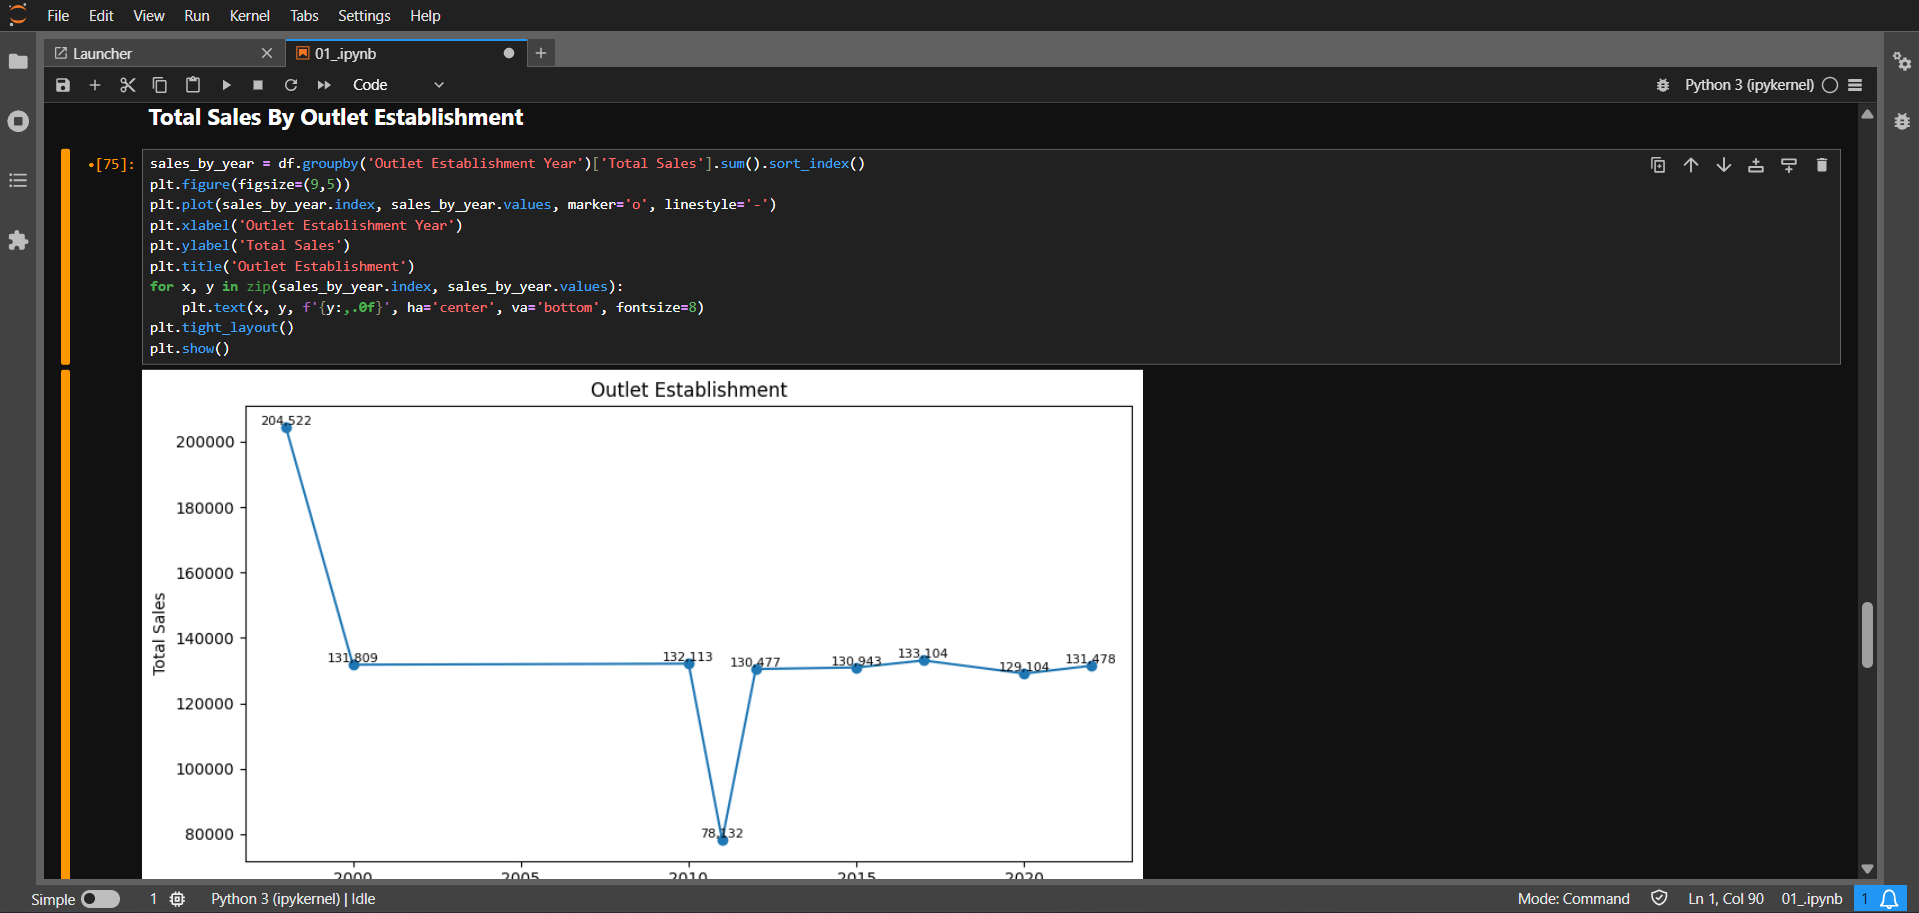 File Edit View Run Kernel Tabs Settings Help
Launcher
01_.ipynb
Code
Python 3 (ipykernel)
Total Sales By Outlet Establishment
•[75]:
sales_by_year = df.groupby('Outlet Establishment Year')['Total Sales'].sum().sort_index()
plt.figure(figsize=(9,5))
plt.plot(sales_by_year.index, sales_by_year.values, marker='o', linestyle='-')
plt.xlabel('Outlet Establishment Year')
plt.ylabel('Total Sales')
plt.title('Outlet Establishment')
for x, y in zip(sales_by_year.index, sales_by_year.values):
    plt.text(x, y, f'{y:,.0f}', ha='center', va='bottom', fontsize=8)
plt.tight_layout()
plt.show()
Outlet Establishment
204,522
200000
180000
160000
140000
120000
100000
80000
Total Sales
131,809
132,113
130,477
130,943
133,104
129,104
131,478
78,132
2000 2005 2010 2015 2020
Simple 1 Python 3 (ipykernel) | Idle Mode: Command Ln 1, Col 90 01_.ipynb 1